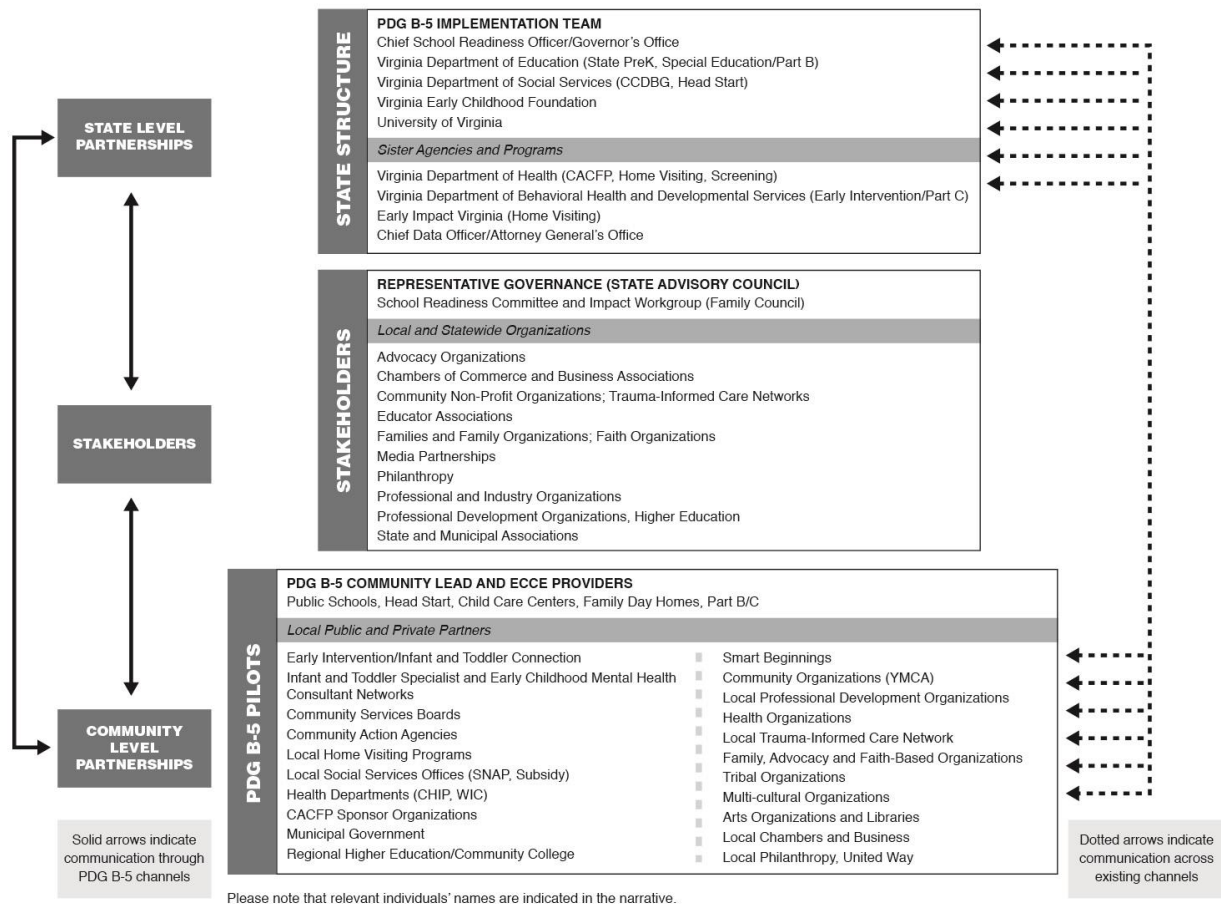 STATE LEVEL
PARTNERSHIPS
STAKEHOLDERS
COMMUNITY
LEVEL
PARTNERSHIPS
Solid arrows indicate
communication through
PDG B-5 channels
STATE STRUCTURE
PDG B-5 IMPLEMENTATION TEAM
Chief School Readiness Officer/Governor's Office
Virginia Department of Education (State PreK, Special Education/Part B)
Virginia Department of Social Services (CCDBG, Head Start)
Virginia Early Childhood Foundation
University of Virginia
Sister Agencies and Programs
Virginia Department of Health (CACFP, Home Visiting, Screening)
Virginia Department of Behavioral Health and Developmental Services (Early Intervention/Part C)
Early Impact Virginia (Home Visiting)
Chief Data Officer/Attorney General's Office
STAKEHOLDERS
REPRESENTATIVE GOVERNANCE (STATE ADVISORY COUNCIL)
School Readiness Committee and Impact Workgroup (Family Council)
Local and Statewide Organizations
Advocacy Organizations
Chambers of Commerce and Business Associations
Community Non-Profit Organizations; Trauma-Informed Care Networks
Educator Associations
Families and Family Organizations; Faith Organizations
Media Partnerships
Philanthropy
Professional and Industry Organizations
Professional Development Organizations, Higher Education
State and Municipal Associations
PDG B-5 PILOTS
PDG B-5 COMMUNITY LEAD AND ECCE PROVIDERS
Public Schools, Head Start, Child Care Centers, Family Day Homes, Part B/C
Local Public and Private Partners
Early Intervention/Infant and Toddler Connection
Infant and Toddler Specialist and Early Childhood Mental Health
Consultant Networks
Community Services Boards
Community Action Agencies
Local Home Visiting Programs
Local Social Services Offices (SNAP, Subsidy)
Health Departments (CHIP, WIC)
CACFP Sponsor Organizations
Municipal Government
Regional Higher Education/Community College
Smart Beginnings
Community Organizations (YMCA)
Local Professional Development Organizations
Health Organizations
Local Trauma-Informed Care Network
Family, Advocacy and Faith-Based Organizations
Tribal Organizations
Multi-cultural Organizations
Arts Organizations and Libraries
Local Chambers and Business
Local Philanthropy, United Way
Dotted arrows indicate
communication across
existing channels
Please note that relevant individuals' names are indicated in the narrative.